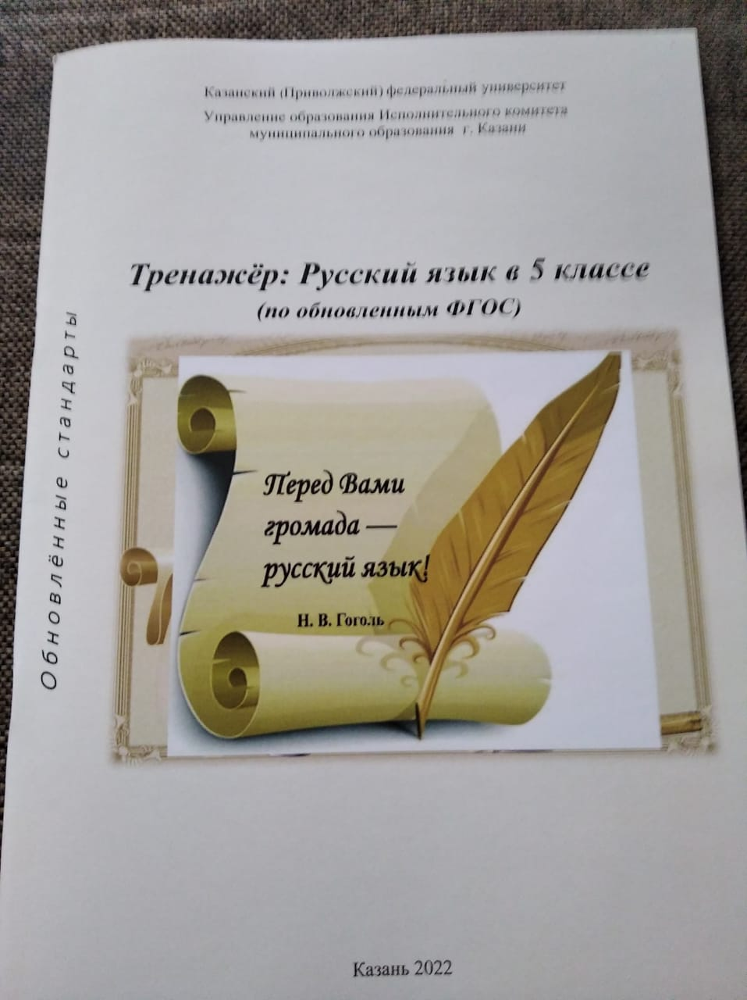 Казанский (Приволжский) федеральный университет
Управление образования Исполнительного комитета
муниципального образования г. Казани
Тренажёр: Русский язык в 5 классе
(по обновленным ФГОС)
Обновлённые стандарты
Перед Вами
громада —
русский язык!
Н. В. Гоголь
Казань 2022